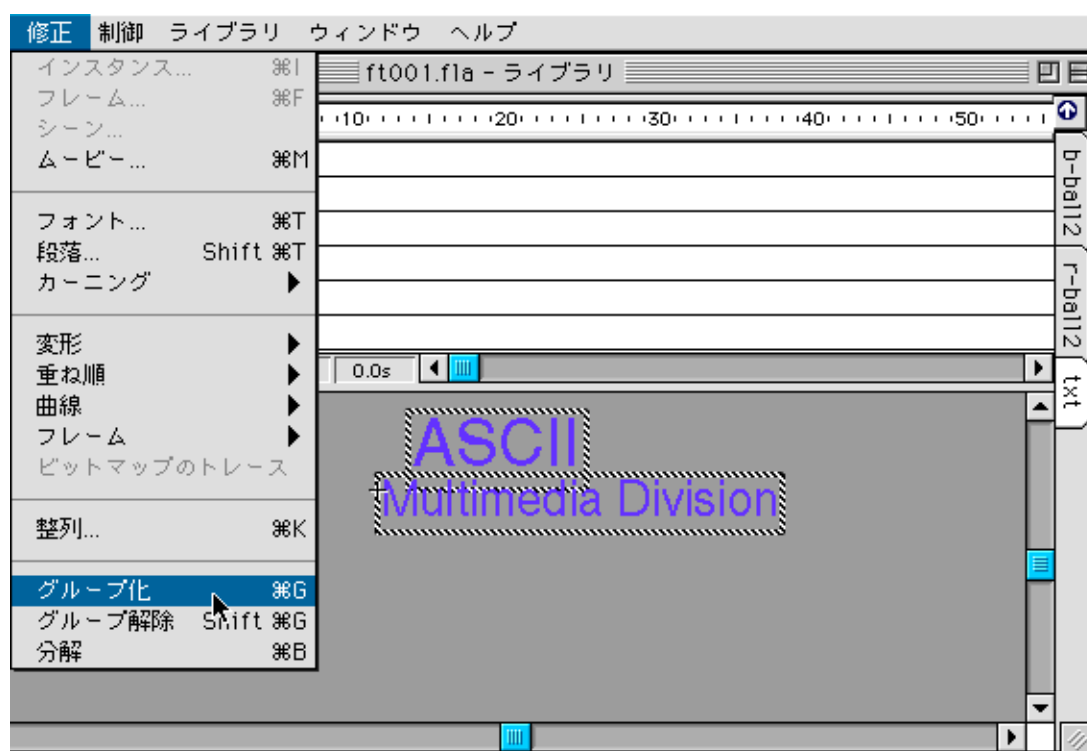 修正 制御 ライブラリ ウィンドウ ヘルプ
インスタンス... ⌘I
フレーム... ⌘F
シーン...
ムービー... ⌘M
フォント... ⌘T
段落... Shift ⌘T
カーニング
変形
重ね順
曲線
フレーム
ビットマップのトレース
整列... ⌘K
グループ化 ⌘G
グループ解除 Shift ⌘G
分解 ⌘B
ft001.fla - ライブラリ
10 20 30 40 50
b-ball2
r-ball2
txt
0.0s
ASCII
Multimedia Division